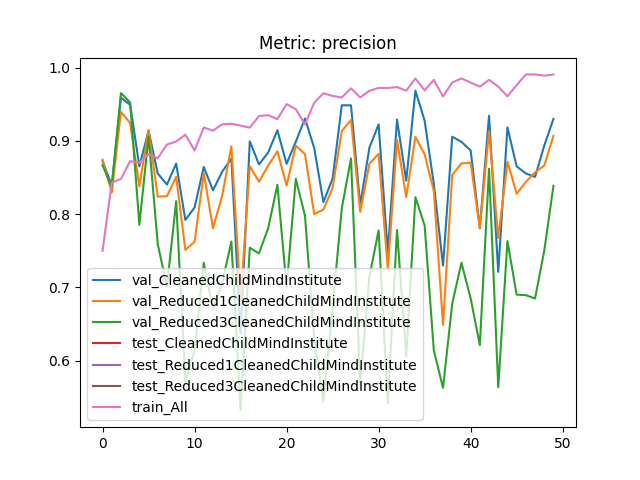 Metric: precision
1.0
0.9
0.8
0.7
0.6
val_CleanedChildMindInstitute
val_Reduced1CleanedChildMindInstitute
val_Reduced3CleanedChildMindInstitute
test_CleanedChildMindInstitute
test_Reduced1CleanedChildMindInstitute
test_Reduced3CleanedChildMindInstitute
train_All
0 10 20 30 40 50